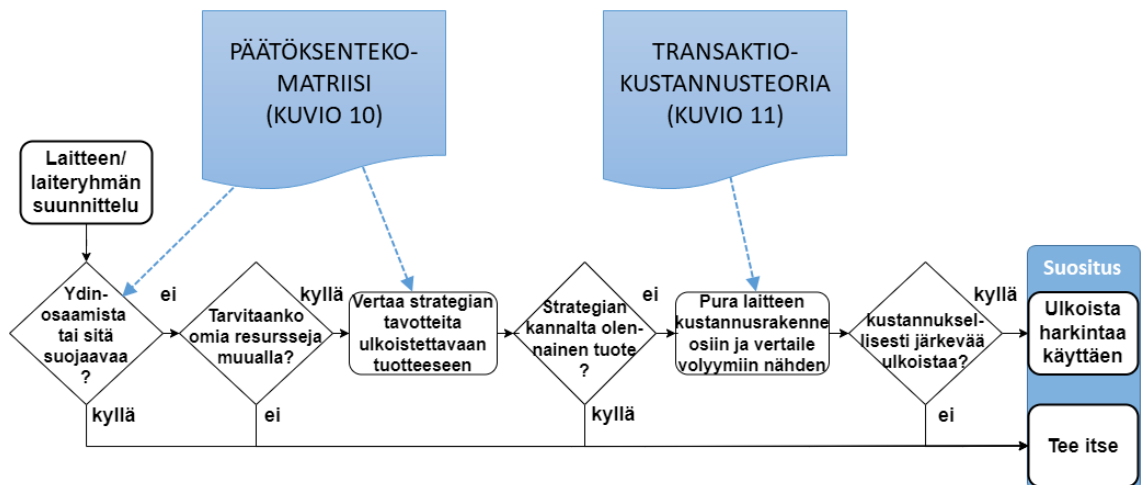 PÄÄTÖKSENTEKO-
MATRIISI
(KUVIO 10)
TRANSAKTIO-
KUSTANNUSTEORIA
(KUVIO 11)
Laitteen/
laiteryhmän
suunnittelu
Ydin-
osaamista
tai sitä
suojaavaa
?
ei
kyllä
Tarvitaanko
omia resursseja
muualla?
kyllä
ei
Vertaa strategian
tavotteita
ulkoistettavaan
tuotteeseen
Strategian
kannalta olen-
nainen tuote
?
ei
kyllä
Pura laitteen
kustannusrakenne
osiin ja vertaile
volyymiin nähden
kustannuksel-
lisesti järkevää
ulkoistaa?
kyllä
ei
Suositus
Ulkoista
harkintaa
käyttäen
Tee itse